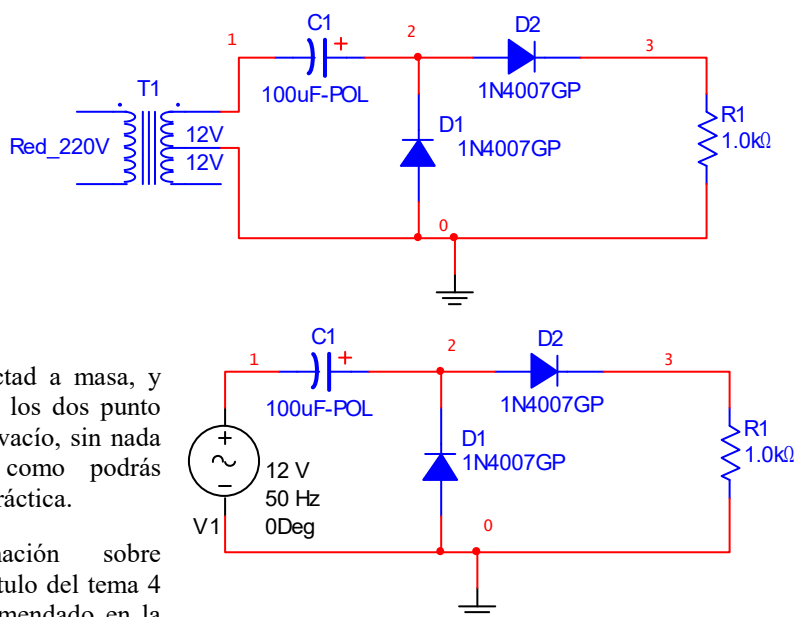 1
C1
+
2
D2
3
100uF-POL
1N4007GP
T1
Red_220V
12V
12V
D1
1N4007GP
R1
1.0kΩ
0
ctad a masa, y
los dos punto
vacío, sin nada
como podrás
ráctica.
nación sobre
tulo del tema 4
mendado en la
1
C1
+
2
D2
3
100uF-POL
1N4007GP
D1
1N4007GP
R1
1.0kΩ
+
12 V
50 Hz
V1
0Deg
0